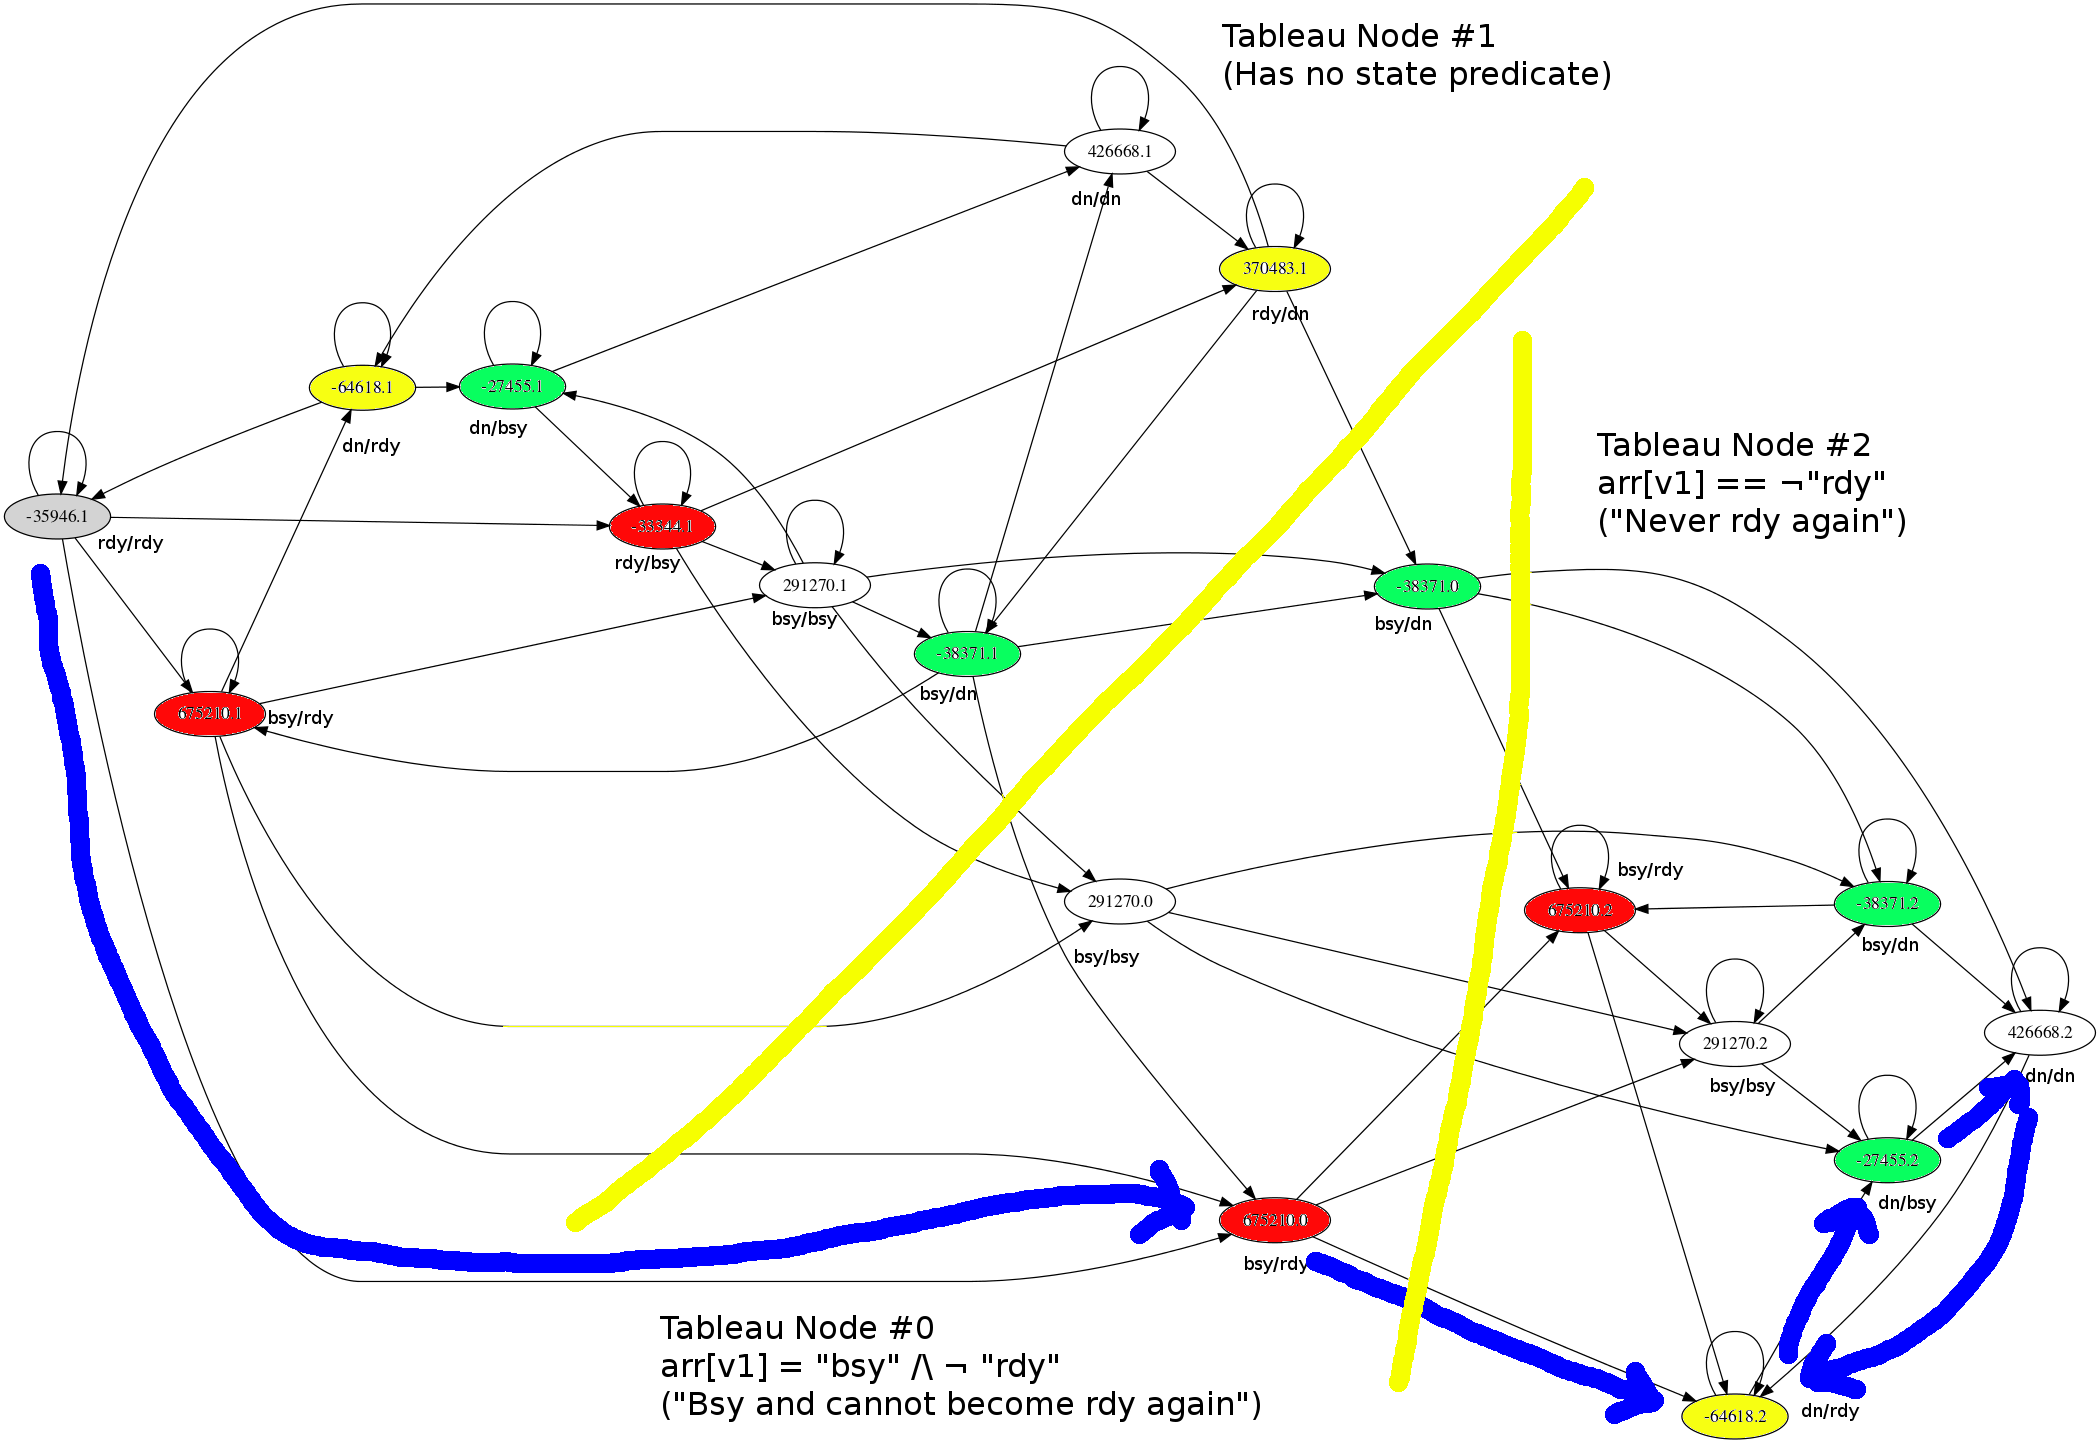 Tableau Node #1
(Has no state predicate)
426668.1
dn/dn
370483.1
rdy/dn
-64618.1
dn/rdy
-27455.1
dn/bsy
-35946.1
rdy/rdy
-33344.1
rdy/bsy
291270.1
bsy/bsy
-38371.1
bsy/dn
675210.1
bsy/rdy
Tableau Node #2
arr[v1] == ¬"rdy"
("Never rdy again")
-38371.0
bsy/dn
291270.0
bsy/bsy
675210.2
bsy/rdy
-38371.2
bsy/dn
291270.2
bsy/bsy
426668.2
dn/dn
-27455.2
dn/bsy
675210.0
bsy/rdy
-64618.2
dn/rdy
Tableau Node #0
arr[v1] = "bsy" /\ ¬ "rdy"
("Bsy and cannot become rdy again")